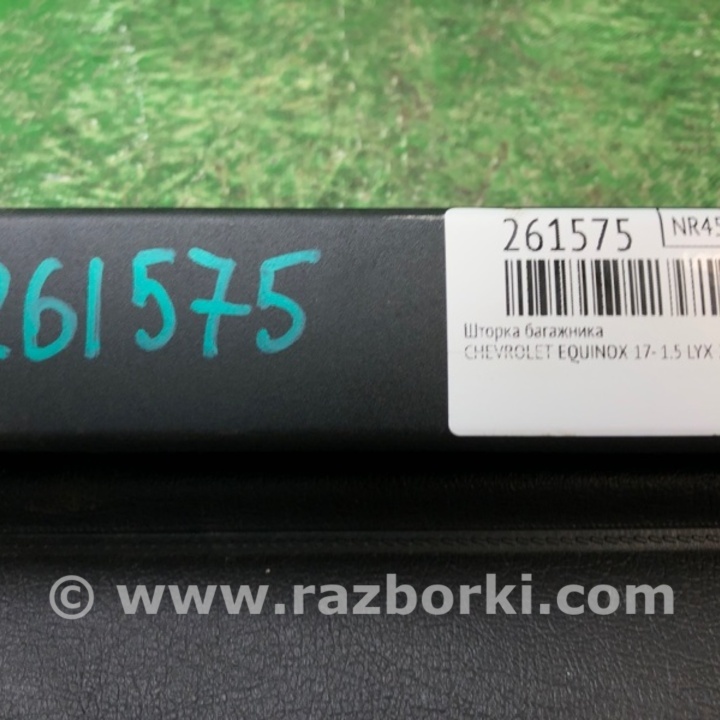 261575
261575
NR45
Шторка багажника
CHEVROLET EQUINOX 17- 1.5 LYX
© www.razborki.com